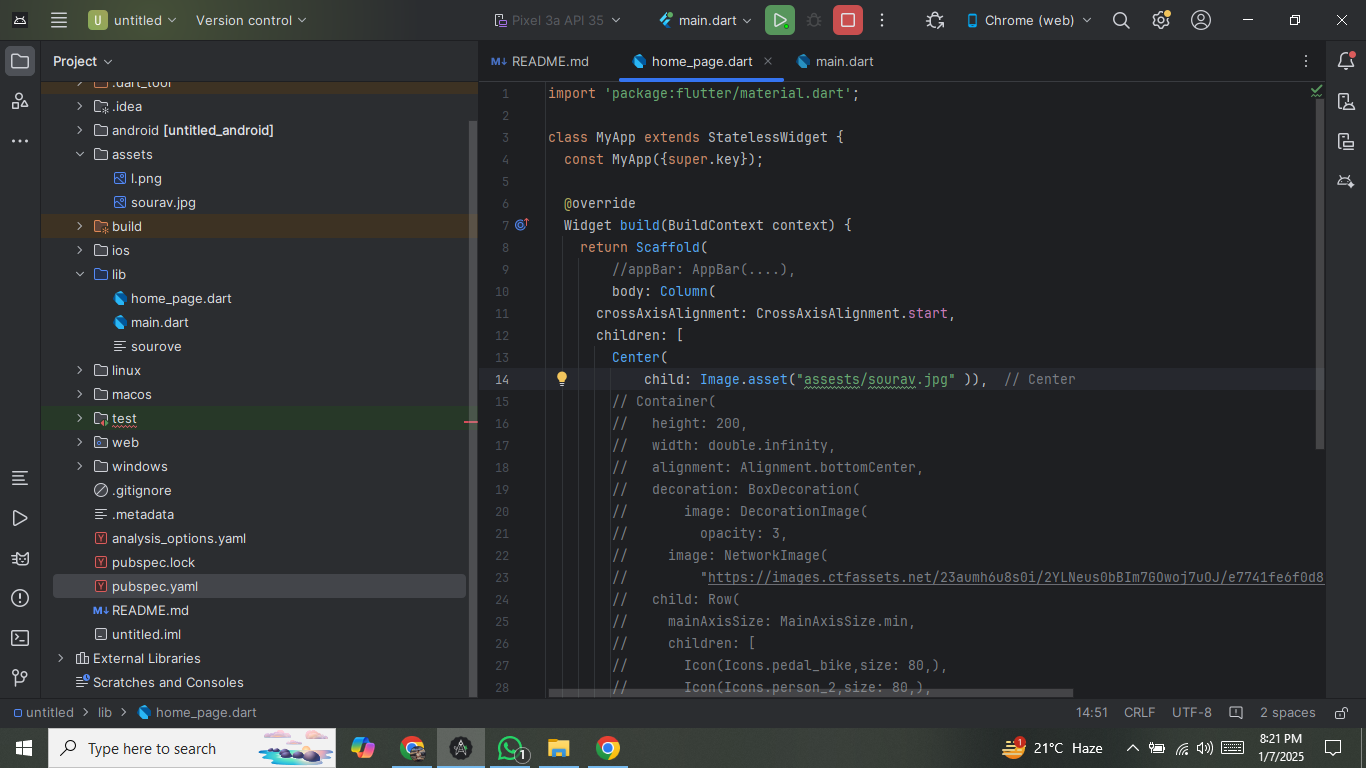 U untitled Version control Pixel 3a API 35 main.dart Chrome (web)
Project
README.md home_page.dart main.dart
.dart_tool
.idea
android [untitled_android]
assets
l.png
sourav.jpg
build
ios
lib
home_page.dart
main.dart
sourove
linux
macos
test
web
windows
.gitignore
.metadata
analysis_options.yaml
pubspec.lock
pubspec.yaml
README.md
untitled.iml
External Libraries
Scratches and Consoles
1 import 'package:flutter/material.dart';
2
3 class MyApp extends StatelessWidget {
4 const MyApp({super.key});
5
6 @override
7 Widget build(BuildContext context) {
8 return Scaffold(
9 //appBar: AppBar(....),
10 body: Column(
11 crossAxisAlignment: CrossAxisAlignment.start,
12 children: [
13 Center(
14 child: Image.asset("assests/sourav.jpg" )), // Center
15 // Container(
16 // height: 200,
17 // width: double.infinity,
18 // alignment: Alignment.bottomCenter,
19 // decoration: BoxDecoration(
20 // image: DecorationImage(
21 // opacity: 3,
22 // image: NetworkImage(
23 // "https://images.ctfassets.net/23aumh6u8s0i/2YLNeus0bBIm7GOwoj7uOJ/e7741fe6f0d8
24 // child: Row(
25 // mainAxisSize: MainAxisSize.min,
26 // children: [
27 // Icon(Icons.pedal_bike,size: 80,),
28 // Icon(Icons.person_2,size: 80,),
untitled > lib > home_page.dart 14:51 CRLF UTF-8 2 spaces
Type here to search 1 1 21°C Haze 8:21 PM
1/7/2025